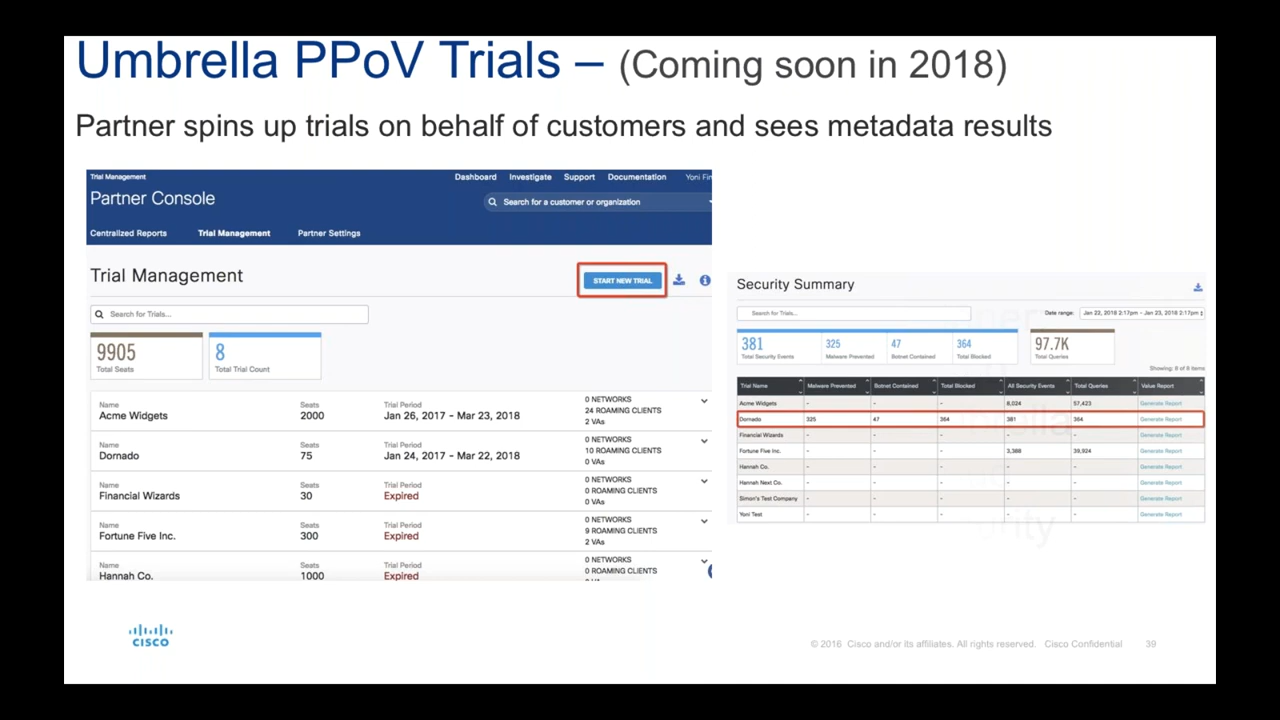 Umbrella PPoV Trials – (Coming soon in 2018)
Partner spins up trials on behalf of customers and sees metadata results
Trial Management
Dashboard Investigate Support Documentation Yoni Fin
Partner Console
Search for a customer or organization
Centralized Reports Trial Management Partner Settings
Trial Management
START NEW TRIAL
Search for Trials...
9905
Total Seats
8
Total Trial Count
Name Seats Trial Period 0 NETWORKS
Acme Widgets 2000 Jan 26, 2017 - Mar 23, 2018 24 ROAMING CLIENTS
2 VAs
Name Seats Trial Period 0 NETWORKS
Dornado 75 Jan 24, 2017 - Mar 22, 2018 10 ROAMING CLIENTS
0 VAs
Name Seats Trial Period 0 NETWORKS
Financial Wizards 30 Expired 0 ROAMING CLIENTS
0 VAs
Name Seats Trial Period 0 NETWORKS
Fortune Five Inc. 300 Expired 9 ROAMING CLIENTS
2 VAs
Name Seats Trial Period 0 NETWORKS
Hannah Co. 1000 Expired 0 ROAMING CLIENTS
Security Summary
Search for Trials... Date range: Jan 22, 2018 2:17pm - Jan 23, 2018 2:17pm
381 325 47 364 97.7K
Total Security Events Malware Prevented Botnet Contained Total Blocked Total Queries
Showing: 8 of 8 items
Trial Name Malware Prevented Botnet Contained Total Blocked All Security Events Total Queries Value Report
Acme Widgets - - - 8,024 57,423 Generate Report
Dornado 325 47 364 381 364 Generate Report
Financial Wizards - - - - - Generate Report
Fortune Five Inc. - - - 3,388 39,924 Generate Report
Hannah Co. - - - - - Generate Report
Hannah Next Co. - - - - - Generate Report
Simon's Test Company - - - - - Generate Report
Yoni Test - - - - - Generate Report
CISCO
© 2016 Cisco and/or its affiliates. All rights reserved. Cisco Confidential 39